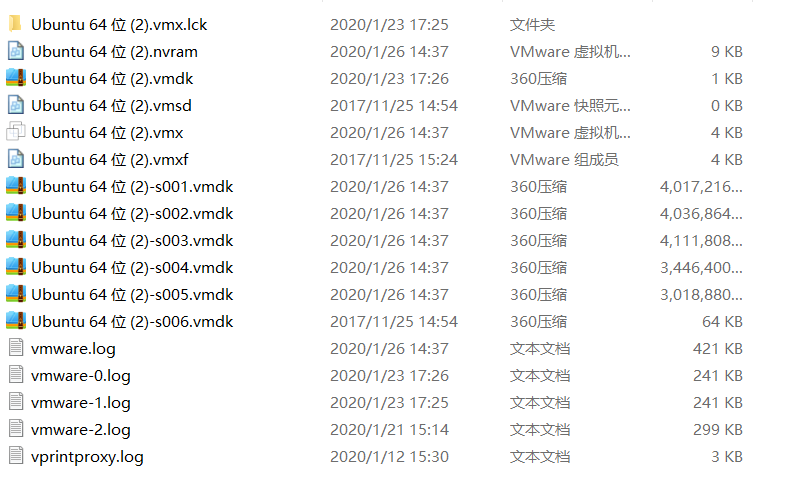 Ubuntu 64 位 (2).vmx.lck 2020/1/23 17:25 文件夹
Ubuntu 64 位 (2).nvram 2020/1/26 14:37 VMware 虚拟机... 9 KB
Ubuntu 64 位 (2).vmdk 2020/1/23 17:26 360压缩 1 KB
Ubuntu 64 位 (2).vmsd 2017/11/25 14:54 VMware 快照元... 0 KB
Ubuntu 64 位 (2).vmx 2020/1/26 14:37 VMware 虚拟机... 4 KB
Ubuntu 64 位 (2).vmxf 2017/11/25 15:24 VMware 组成员 4 KB
Ubuntu 64 位 (2)-s001.vmdk 2020/1/26 14:37 360压缩 4,017,216...
Ubuntu 64 位 (2)-s002.vmdk 2020/1/26 14:37 360压缩 4,036,864...
Ubuntu 64 位 (2)-s003.vmdk 2020/1/26 14:37 360压缩 4,111,808...
Ubuntu 64 位 (2)-s004.vmdk 2020/1/26 14:37 360压缩 3,446,400...
Ubuntu 64 位 (2)-s005.vmdk 2020/1/26 14:37 360压缩 3,018,880...
Ubuntu 64 位 (2)-s006.vmdk 2017/11/25 14:54 360压缩 64 KB
vmware.log 2020/1/26 14:37 文本文档 421 KB
vmware-0.log 2020/1/23 17:26 文本文档 241 KB
vmware-1.log 2020/1/23 17:25 文本文档 241 KB
vmware-2.log 2020/1/21 15:14 文本文档 299 KB
vprintproxy.log 2020/1/12 15:30 文本文档 3 KB